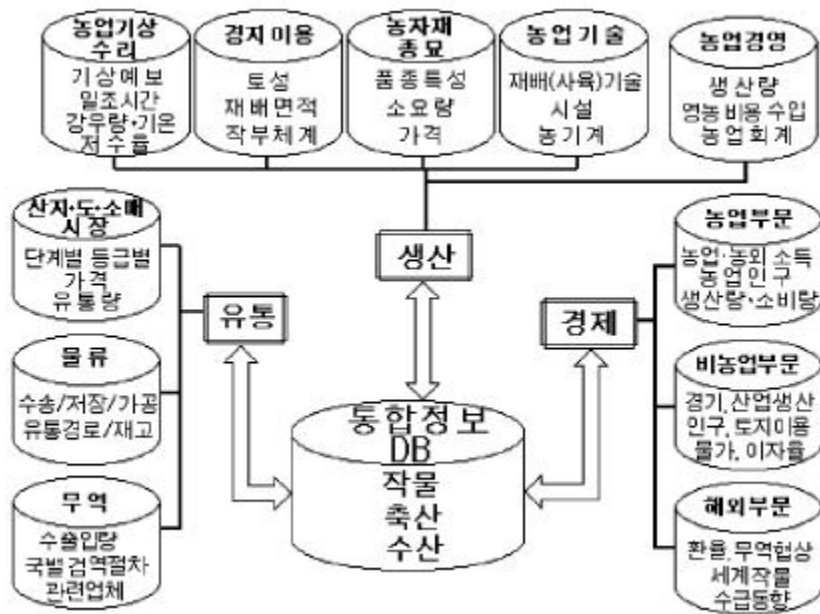 농업기상
수리
기상예보
일조시간
강우량·기온
저수율
경지이용
토성
재배면적
작부체계
농자재
종묘
품종특성
소요량
가격
농업기술
재배(사육)기술
시설
농기계
농업경영
생산량
영농비용 수입
농업회계
산지·도·소매
시장
단계별 등급별
가격
유통량
물류
수송/저장/가공
유통경로/재고
무역
수출입량
국별 검역절차
관련업체
생산
유통
경제
통합정보
DB
작물
축산
수산
농업부문
농업·농외 소득
농업인구
생산량·소비량
비농업부문
경기, 산업생산
인구, 토지이용
물가, 이자율
해외부문
환율, 무역협상
세계작물
수급동향